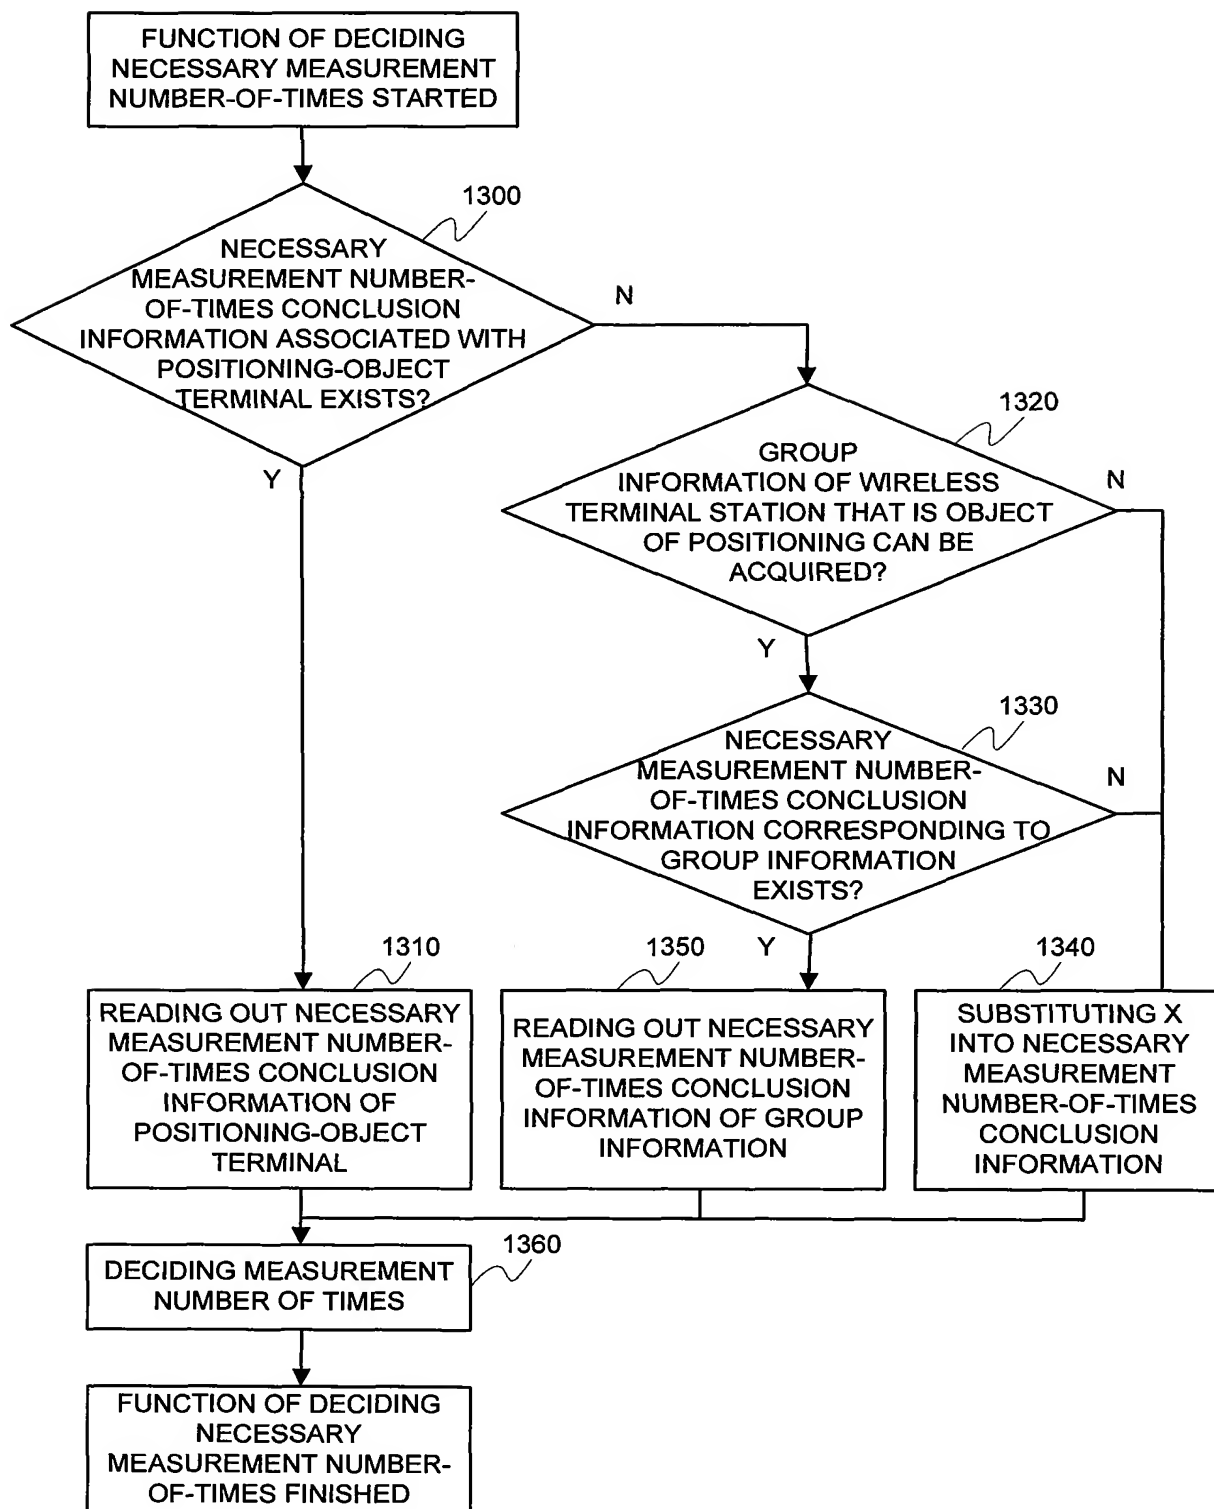 FUNCTION OF DECIDING
NECESSARY MEASUREMENT
NUMBER-OF-TIMES STARTED
1300
NECESSARY
MEASUREMENT NUMBER-
OF-TIMES CONCLUSION
INFORMATION ASSOCIATED WITH
POSITIONING-OBJECT
TERMINAL EXISTS?
N
Y
1320
GROUP
INFORMATION OF WIRELESS
TERMINAL STATION THAT IS OBJECT
OF POSITIONING CAN BE
ACQUIRED?
N
Y
1330
NECESSARY
MEASUREMENT NUMBER-
OF-TIMES CONCLUSION
INFORMATION CORRESPONDING TO
GROUP INFORMATION
EXISTS?
N
Y
1310
READING OUT NECESSARY
MEASUREMENT NUMBER-
OF-TIMES CONCLUSION
INFORMATION OF
POSITIONING-OBJECT
TERMINAL
1350
READING OUT NECESSARY
MEASUREMENT NUMBER-
OF-TIMES CONCLUSION
INFORMATION OF GROUP
INFORMATION
1340
SUBSTITUTING X
INTO NECESSARY
MEASUREMENT
NUMBER-OF-TIMES
CONCLUSION
INFORMATION
1360
DECIDING MEASUREMENT
NUMBER OF TIMES
FUNCTION OF DECIDING
NECESSARY
MEASUREMENT NUMBER-
OF-TIMES FINISHED